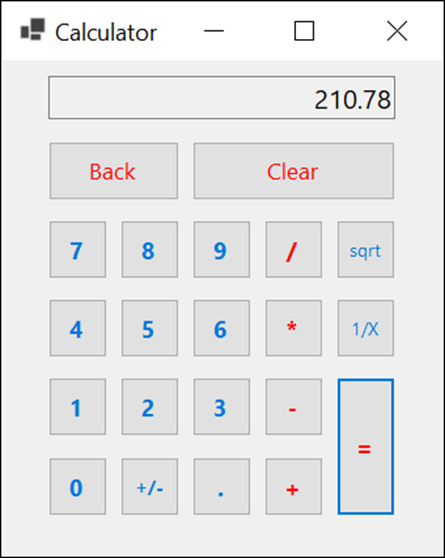 Calculator
210.78
Back Clear
7 8 9 / sqrt
4 5 6 * 1/X
1 2 3 -
=
0 +/- . +